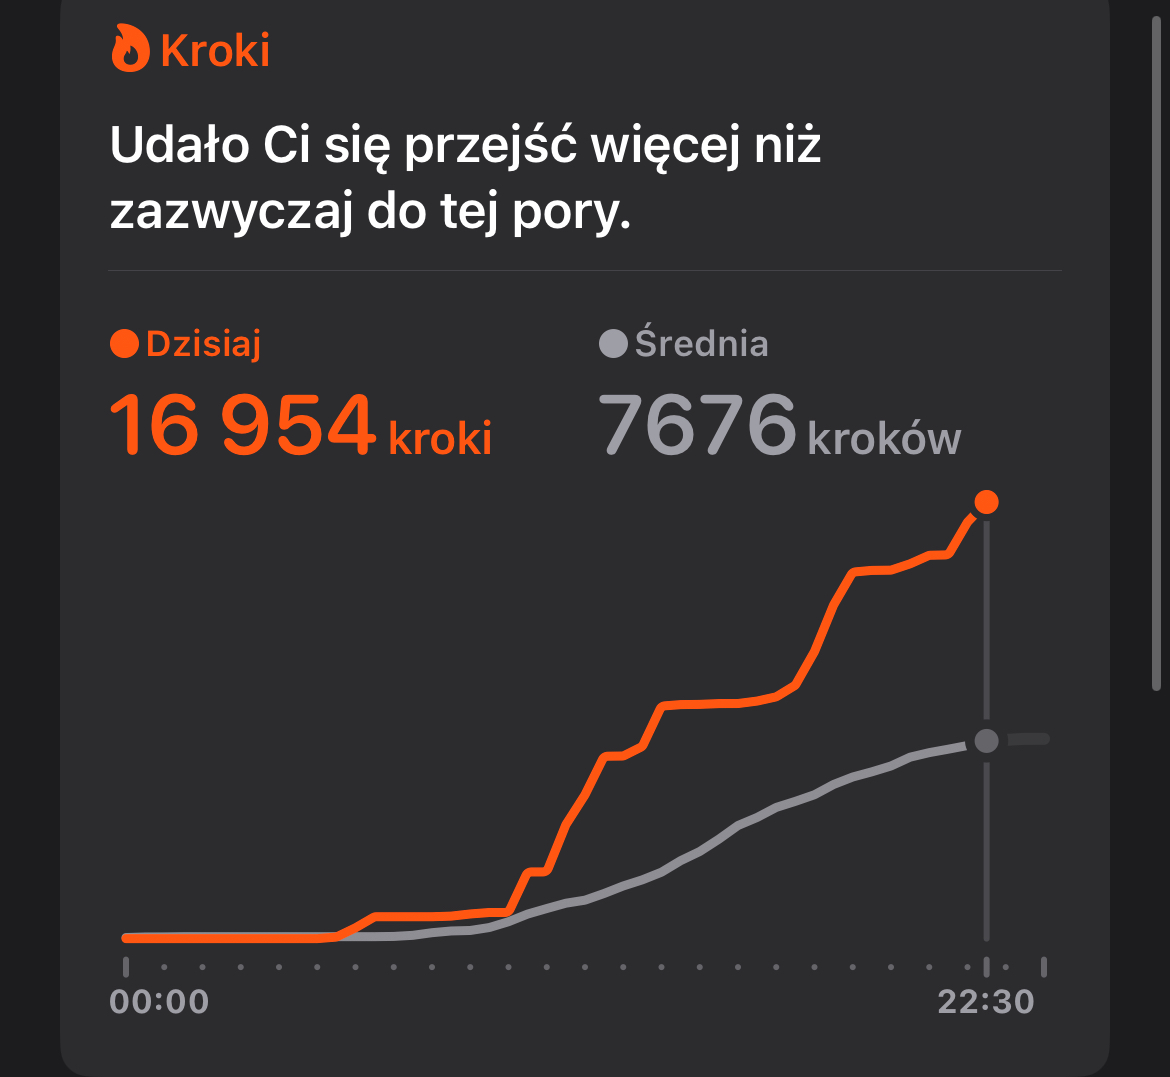 Kroki
Udało Ci się przejść więcej niż
zazwyczaj do tej pory.
Dzisiaj
Średnia
16 954 kroki
7676 kroków
00:00
22:30